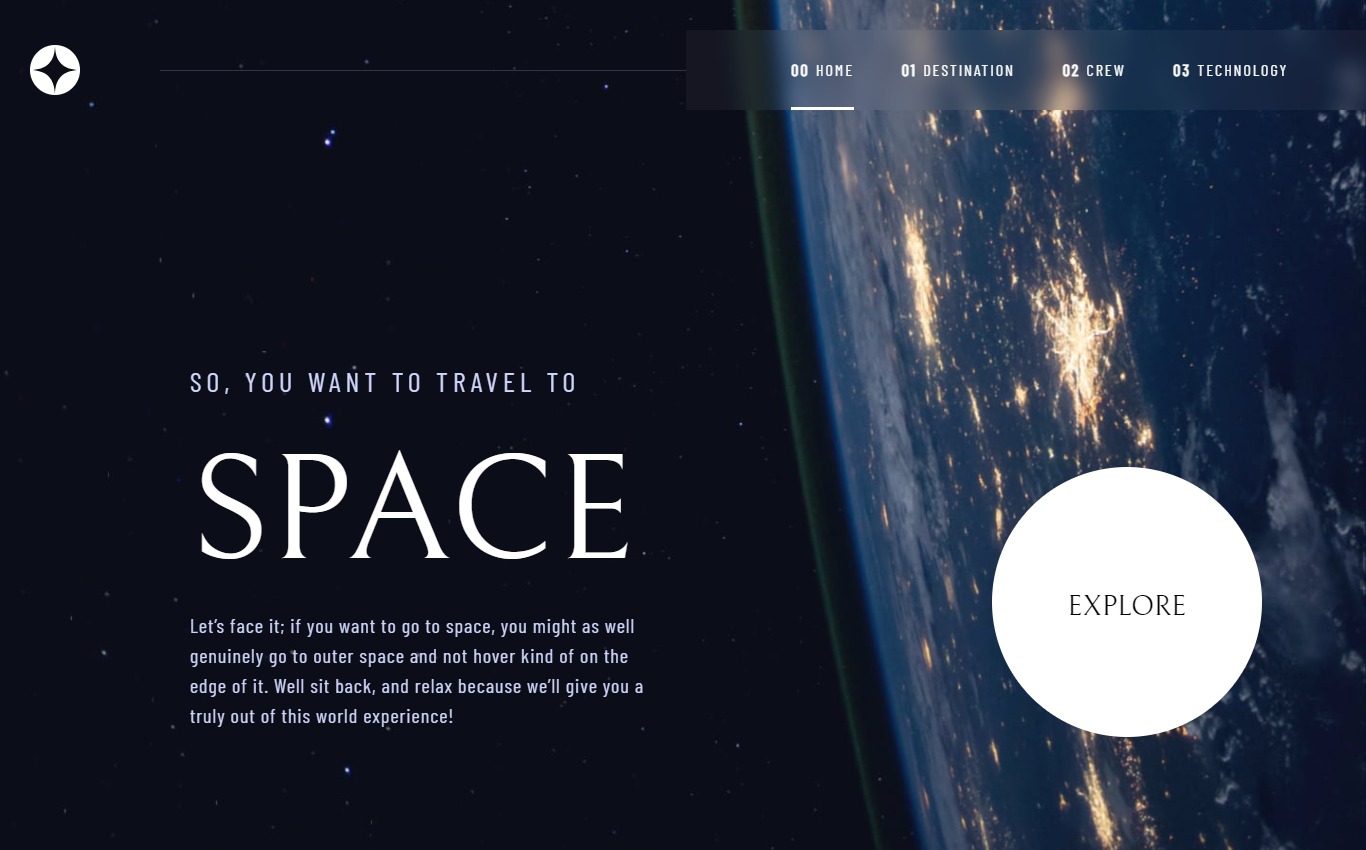 00 HOME 01 DESTINATION 02 CREW 03 TECHNOLOGY
SO, YOU WANT TO TRAVEL TO
SPACE
Let’s face it; if you want to go to space, you might as well
genuinely go to outer space and not hover kind of on the
edge of it. Well sit back, and relax because we’ll give you a
truly out of this world experience!
EXPLORE